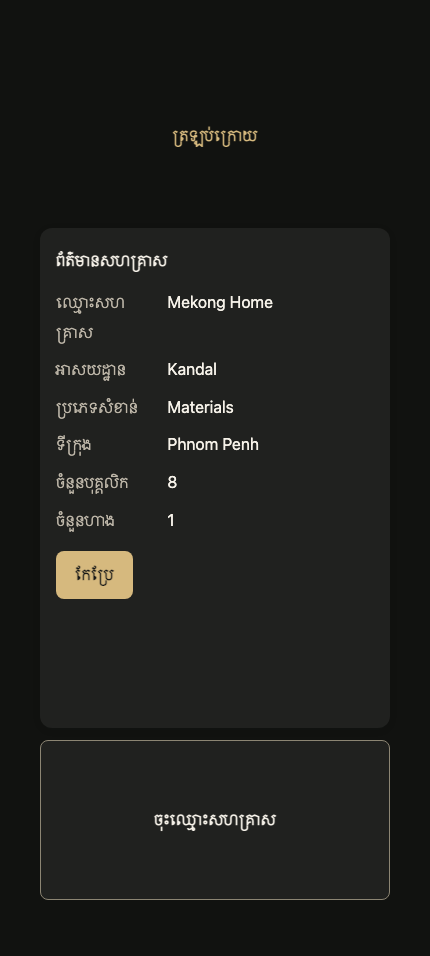 ត្រឡប់ក្រោយ
ព័ត៌មានសហគ្រាស
ឈ្មោះសហ Mekong Home
គ្រាស
អាសយដ្ឋាន Kandal
ប្រភេទសំខាន់ Materials
ទីក្រុង Phnom Penh
ចំនួនបុគ្គលិក 8
ចំនួនហាង 1
កែប្រែ
ចុះឈ្មោះសហគ្រាស